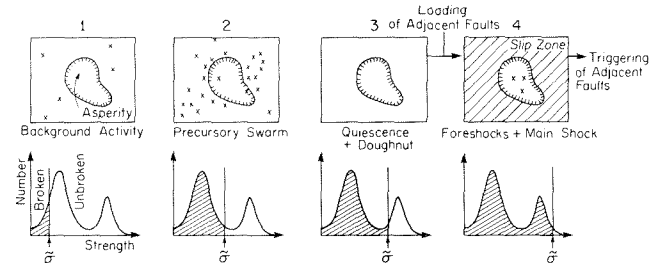 1
2
3
4
Loading
of Adjacent Faults
Slip Zone
Triggering
of Adjacent
Faults
Asperity
Background Activity
Precursory Swarm
Quiescence
+ Doughnut
Foreshocks + Main Shock
Number
Broken
Unbroken
Strength
σ̃
σ̃
σ̃
σ̃